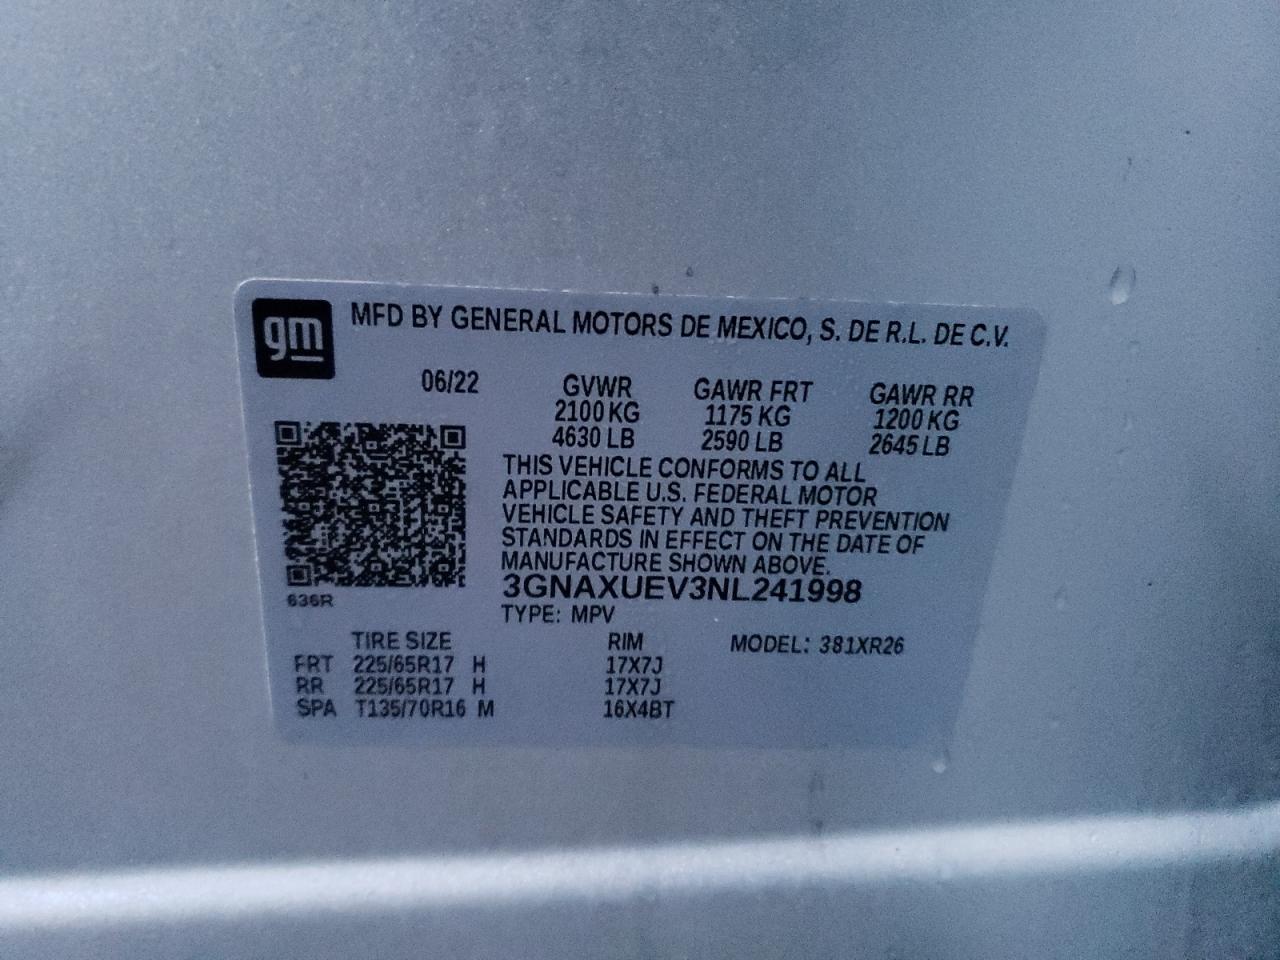 gm
MFD BY GENERAL MOTORS DE MEXICO, S. DE R.L. DE C.V.
06/22 GVWR GAWR FRT GAWR RR
2100 KG 1175 KG 1200 KG
4630 LB 2590 LB 2645 LB
THIS VEHICLE CONFORMS TO ALL
APPLICABLE U.S. FEDERAL MOTOR
VEHICLE SAFETY AND THEFT PREVENTION
STANDARDS IN EFFECT ON THE DATE OF
MANUFACTURE SHOWN ABOVE.
3GNAXUEV3NL241998
636R
TYPE: MPV
TIRE SIZE RIM MODEL: 381XR26
FRT 225/65R17 H 17X7J
RR 225/65R17 H 17X7J
SPA T135/70R16 M 16X4BT